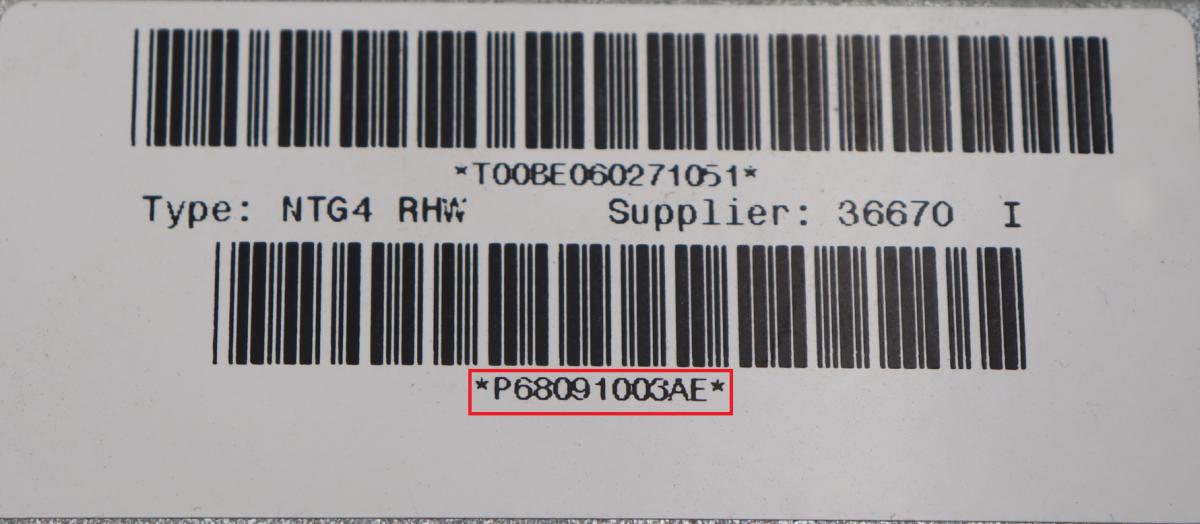 *T00BE060271051*
Type: NTG4 RHW Supplier: 36670 I
*P68091003AE*